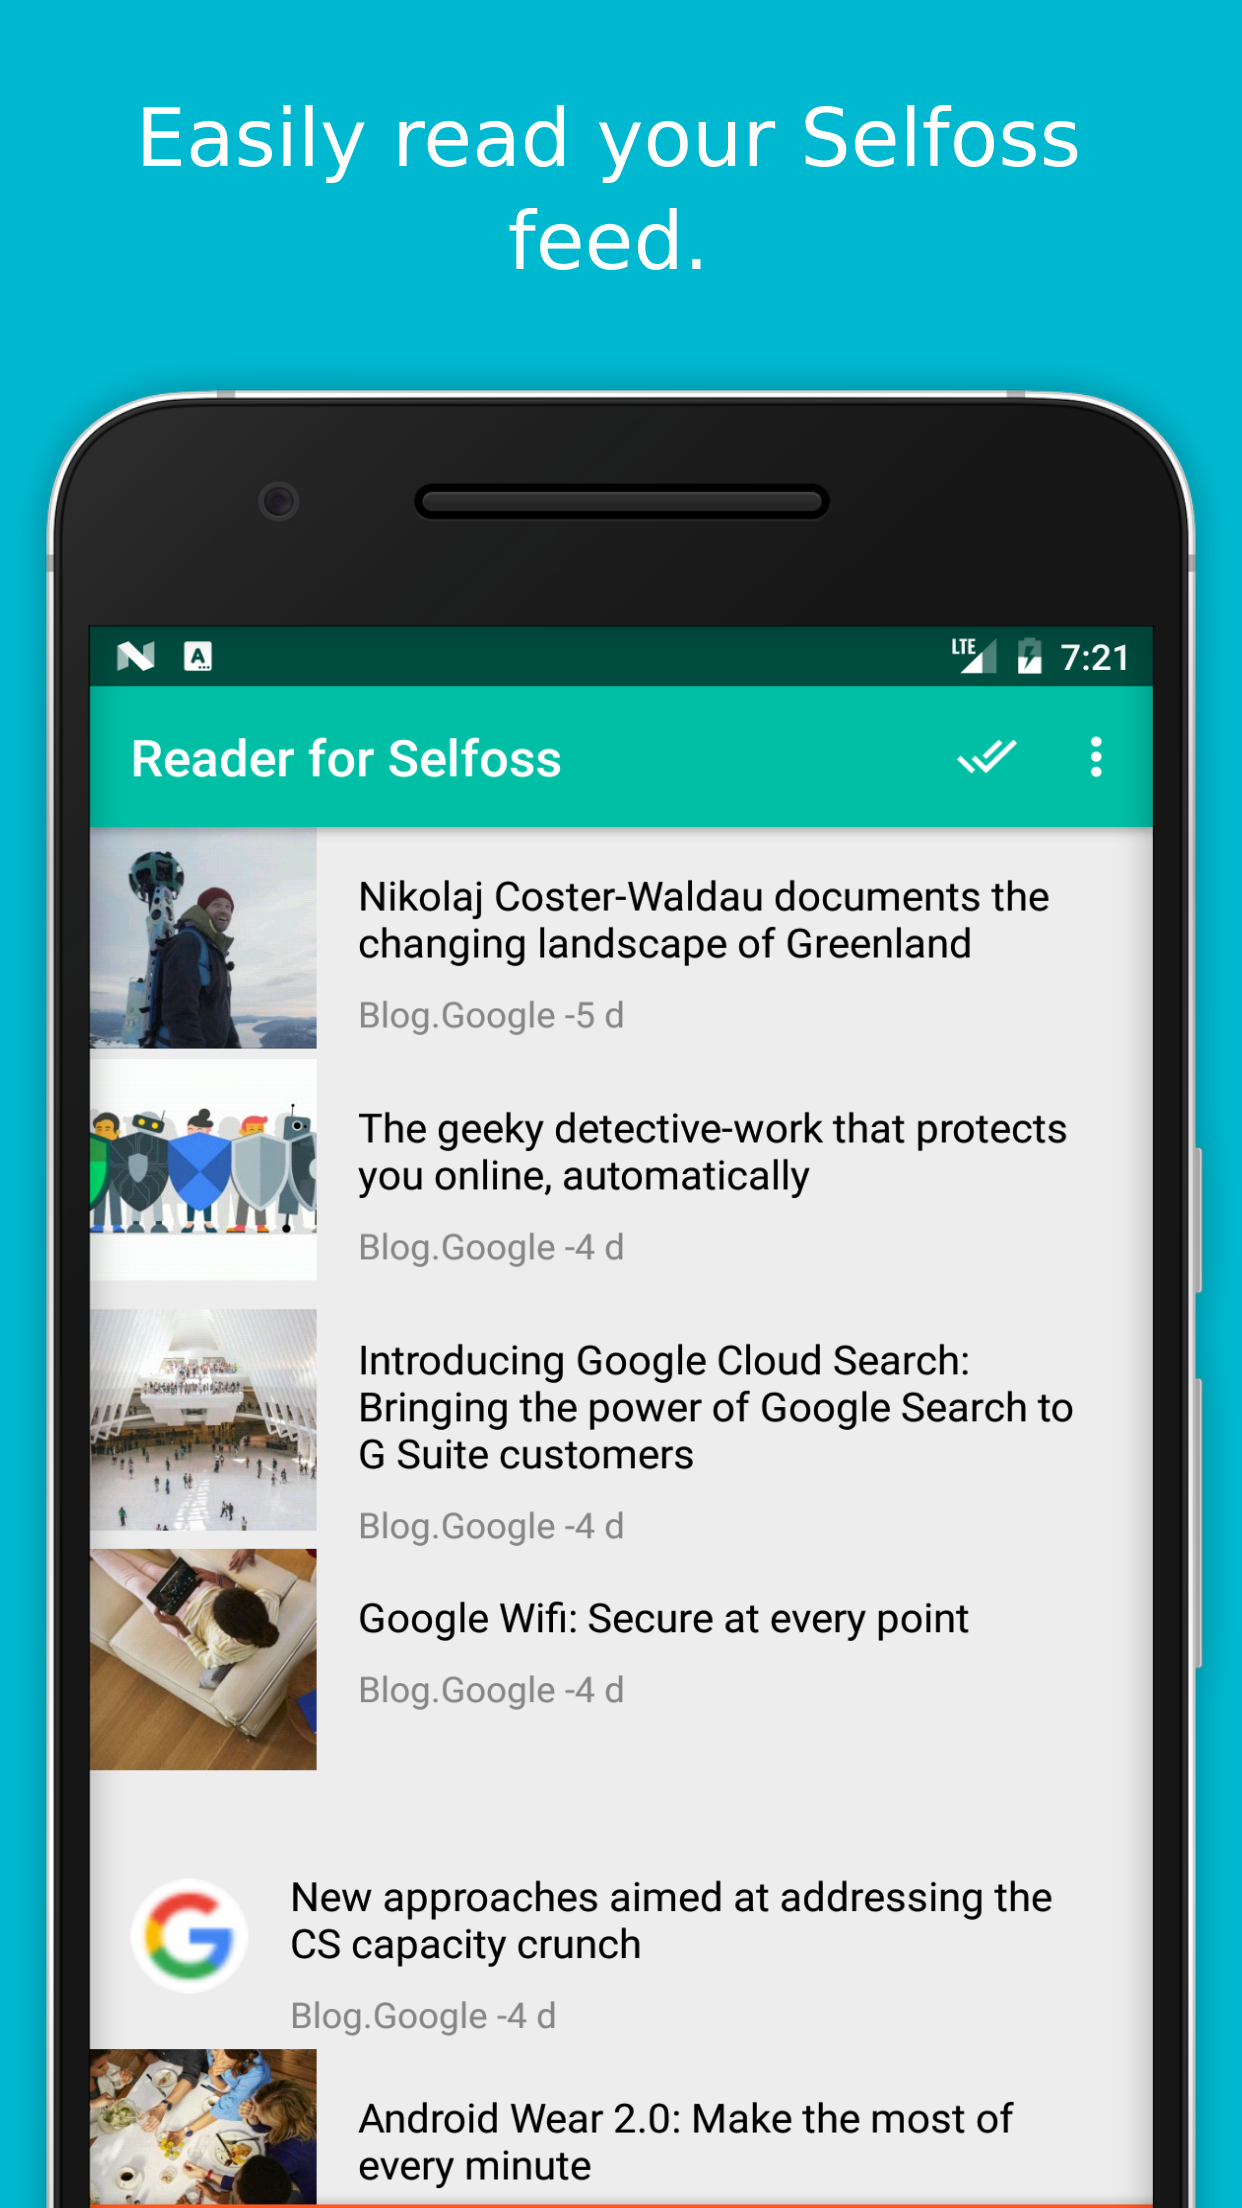 Easily read your Selfoss
feed.
LTE
7:21
Reader for Selfoss
Nikolaj Coster-Waldau documents the
changing landscape of Greenland
Blog.Google -5 d
The geeky detective-work that protects
you online, automatically
Blog.Google -4 d
Introducing Google Cloud Search:
Bringing the power of Google Search to
G Suite customers
Blog.Google -4 d
Google Wifi: Secure at every point
Blog.Google -4 d
New approaches aimed at addressing the
CS capacity crunch
Blog.Google -4 d
Android Wear 2.0: Make the most of
every minute